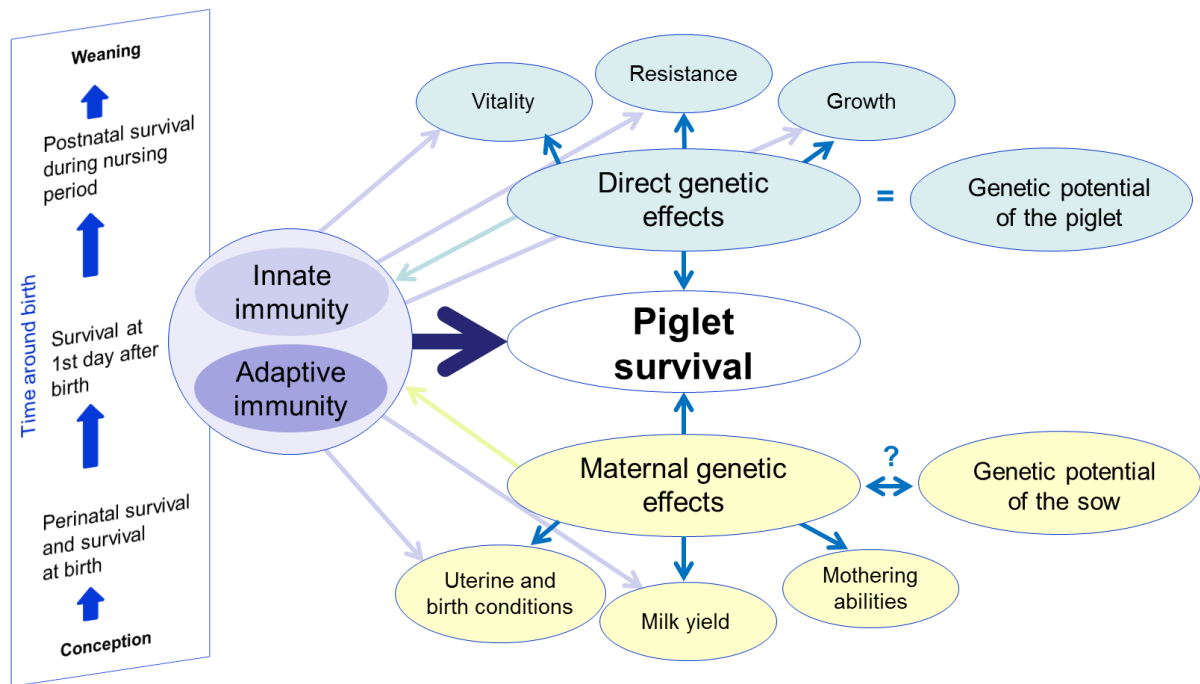 Weaning
Postnatal survival
during nursing
period
Time around birth
Survival at
1st day after
birth
Perinatal survival
and survival
at birth
Conception
Innate
immunity
Adaptive
immunity
Vitality
Resistance
Growth
Direct genetic
effects
=
Genetic potential
of the piglet
Piglet
survival
Maternal genetic
effects
?
Genetic potential
of the sow
Uterine and
birth conditions
Milk yield
Mothering
abilities